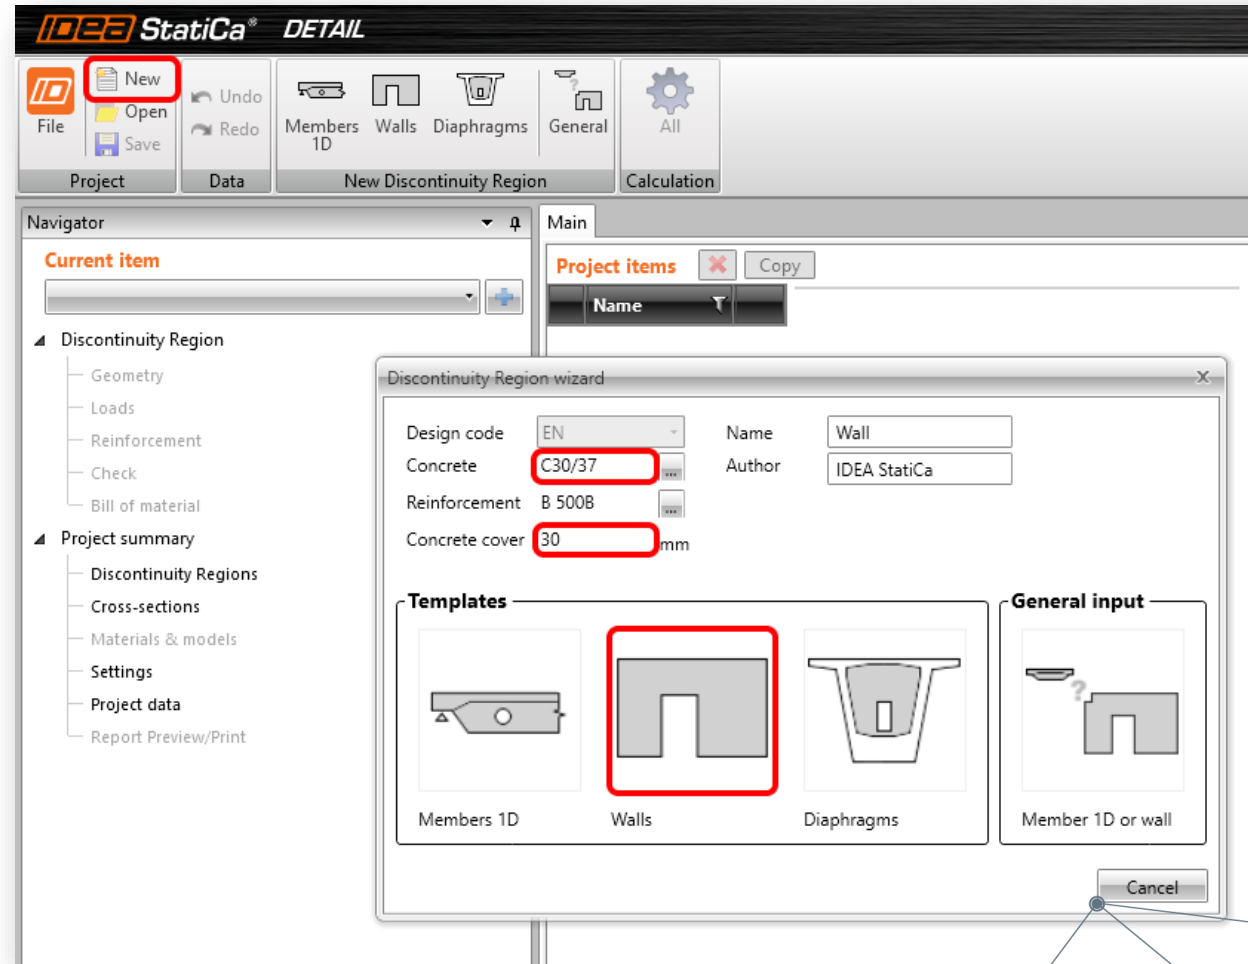 IDEA StatiCa® DETAIL
File
New
Open
Save
Project
Undo
Redo
Data
Members 1D
Walls
Diaphragms
General
New Discontinuity Region
All
Calculation
Navigator
Current item
Discontinuity Region
Geometry
Loads
Reinforcement
Check
Bill of material
Project summary
Discontinuity Regions
Cross-sections
Materials & models
Settings
Project data
Report Preview/Print
Main
Project items
Copy
Name
Discontinuity Region wizard
X
Design code EN
Name Wall
Concrete C30/37 ...
Author IDEA StatiCa
Reinforcement B 500B ...
Concrete cover 30 mm
Templates
Members 1D
Walls
Diaphragms
General input
?
Member 1D or wall
Cancel